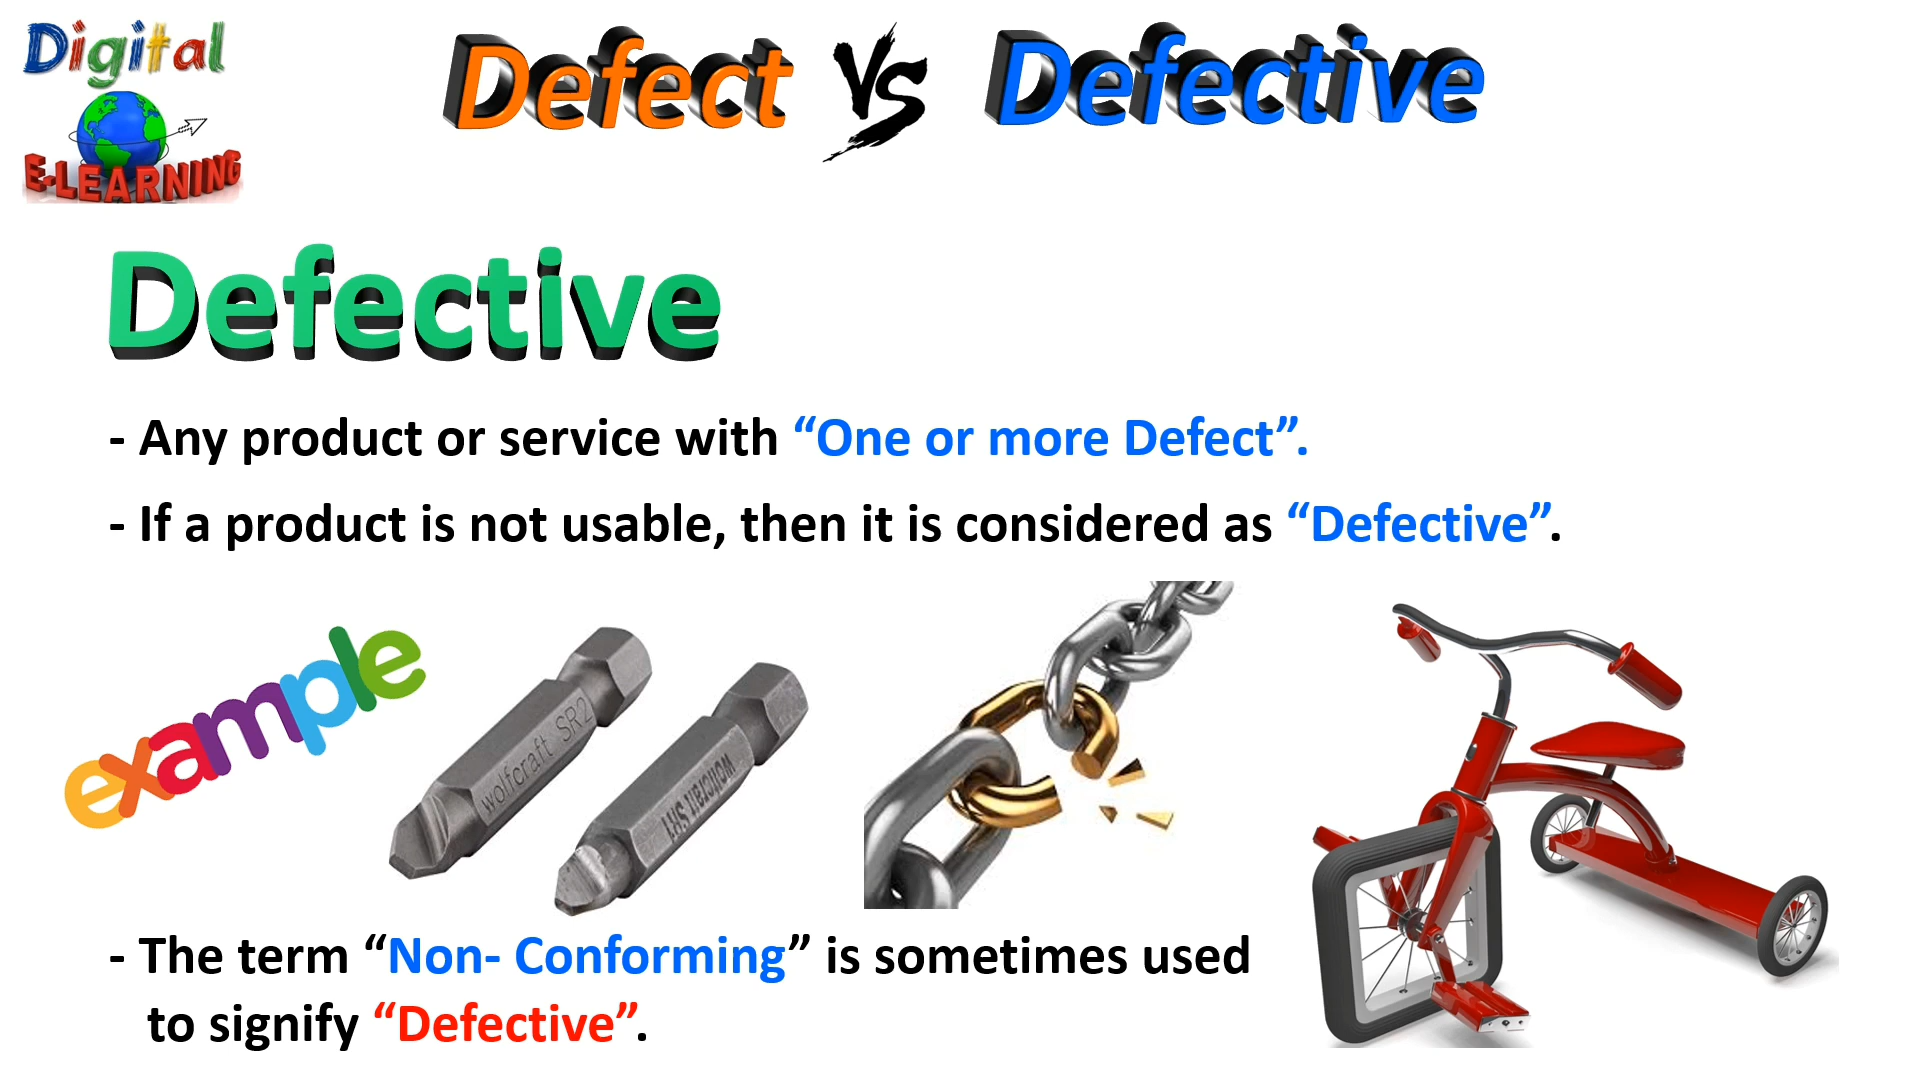 Digital
E-LEARNING
Defect VS Defective
Defective
- Any product or service with “One or more Defect”.
- If a product is not usable, then it is considered as “Defective”.
example
wolfcraft SR2
wolfcraft SR1
- The term “Non- Conforming” is sometimes used
to signify “Defective”.